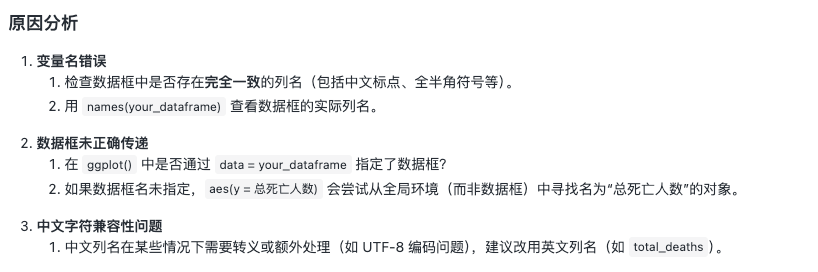 原因分析
1. 变量名错误
1. 检查数据框中是否存在完全一致的列名（包括中文标点、全半角符号等）。
2. 用 names(your_dataframe) 查看数据框的实际列名。
2. 数据框未正确传递
1. 在 ggplot() 中是否通过 data = your_dataframe 指定了数据框？
2. 如果数据框名未指定，aes(y = 总死亡人数) 会尝试从全局环境（而非数据框）中寻找名为“总死亡人数”的对象。
3. 中文字符兼容性问题
1. 中文列名在某些情况下需要转义或额外处理（如 UTF-8 编码问题），建议改用英文列名（如 total_deaths）。